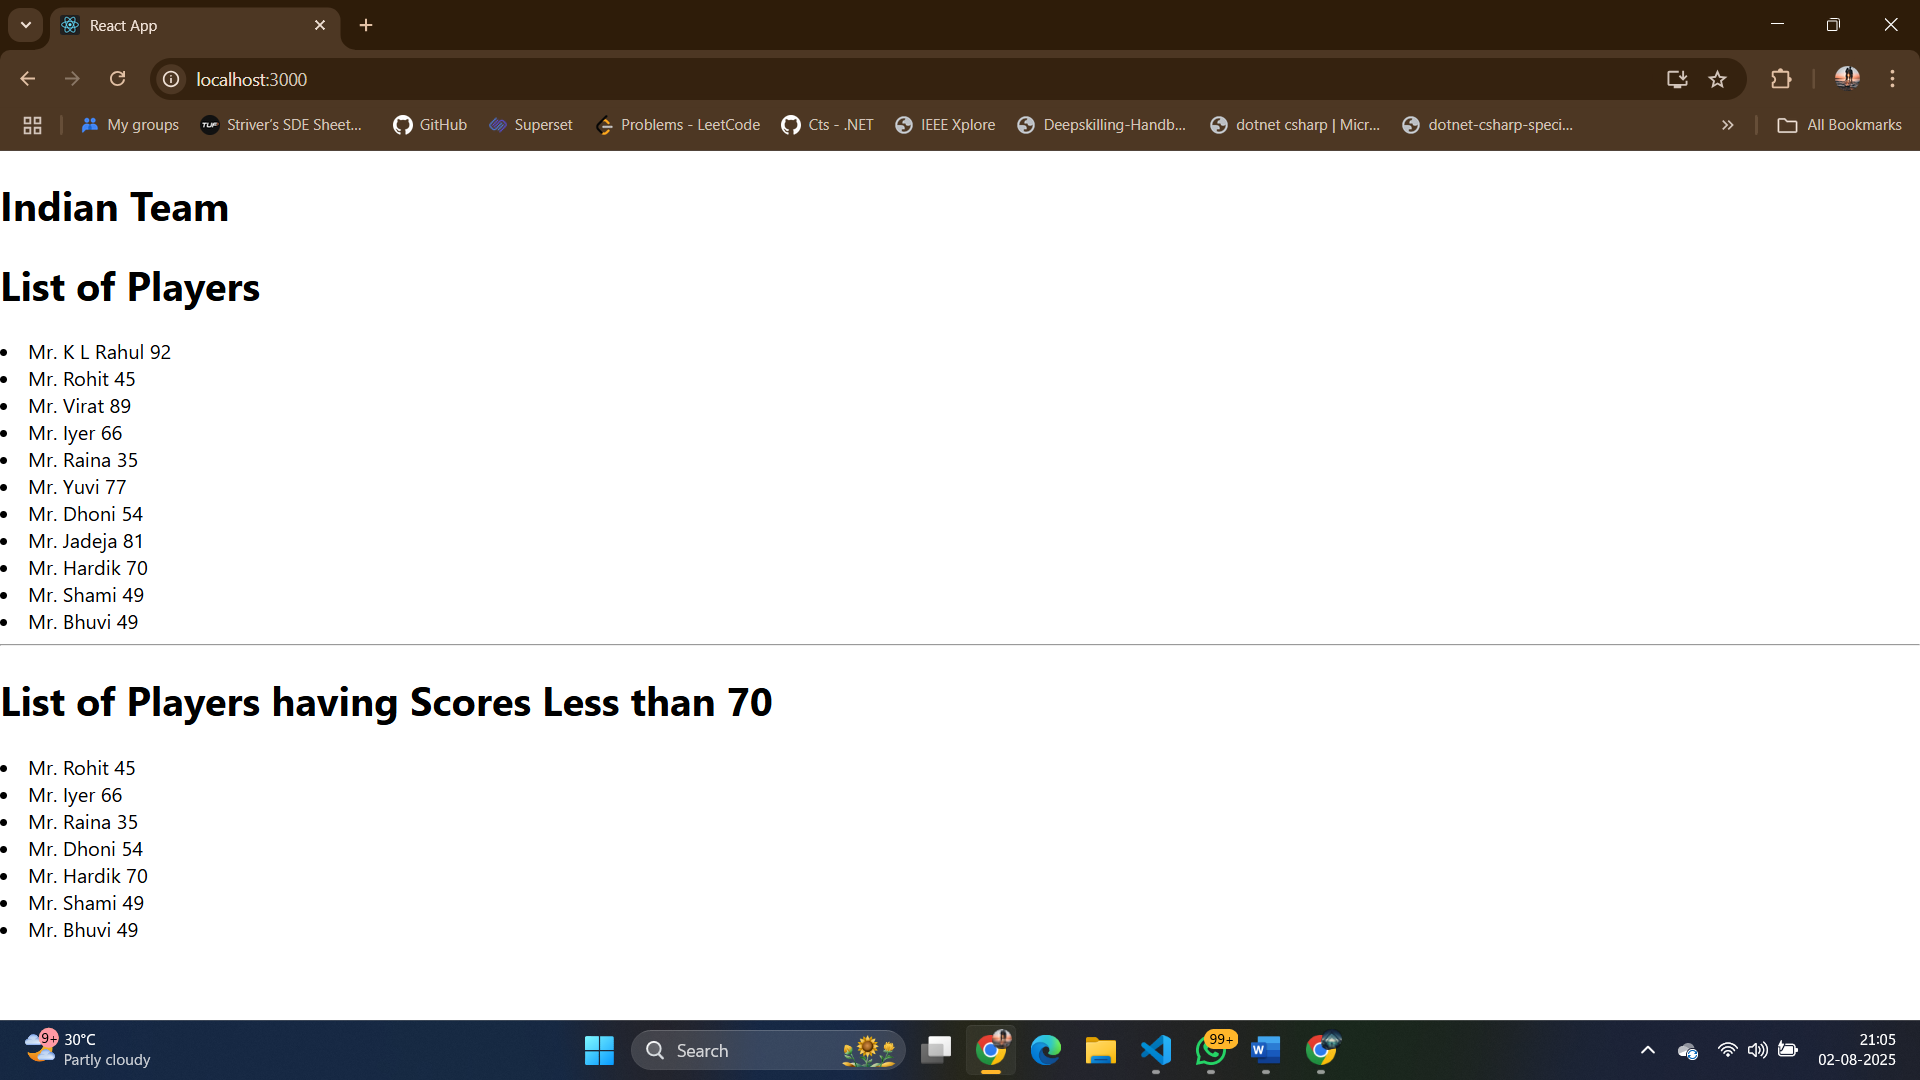 React App
localhost:3000
My groups
Striver's SDE Sheet...
GitHub
Superset
Problems - LeetCode
Cts - .NET
IEEE Xplore
Deepskilling-Handb...
dotnet csharp | Micr...
dotnet-csharp-speci...
All Bookmarks
Indian Team
List of Players
Mr. K L Rahul 92
Mr. Rohit 45
Mr. Virat 89
Mr. Iyer 66
Mr. Raina 35
Mr. Yuvi 77
Mr. Dhoni 54
Mr. Jadeja 81
Mr. Hardik 70
Mr. Shami 49
Mr. Bhuvi 49
List of Players having Scores Less than 70
Mr. Rohit 45
Mr. Iyer 66
Mr. Raina 35
Mr. Dhoni 54
Mr. Hardik 70
Mr. Shami 49
Mr. Bhuvi 49
9+
30°C
Partly cloudy
Search
99+
21:05
02-08-2025